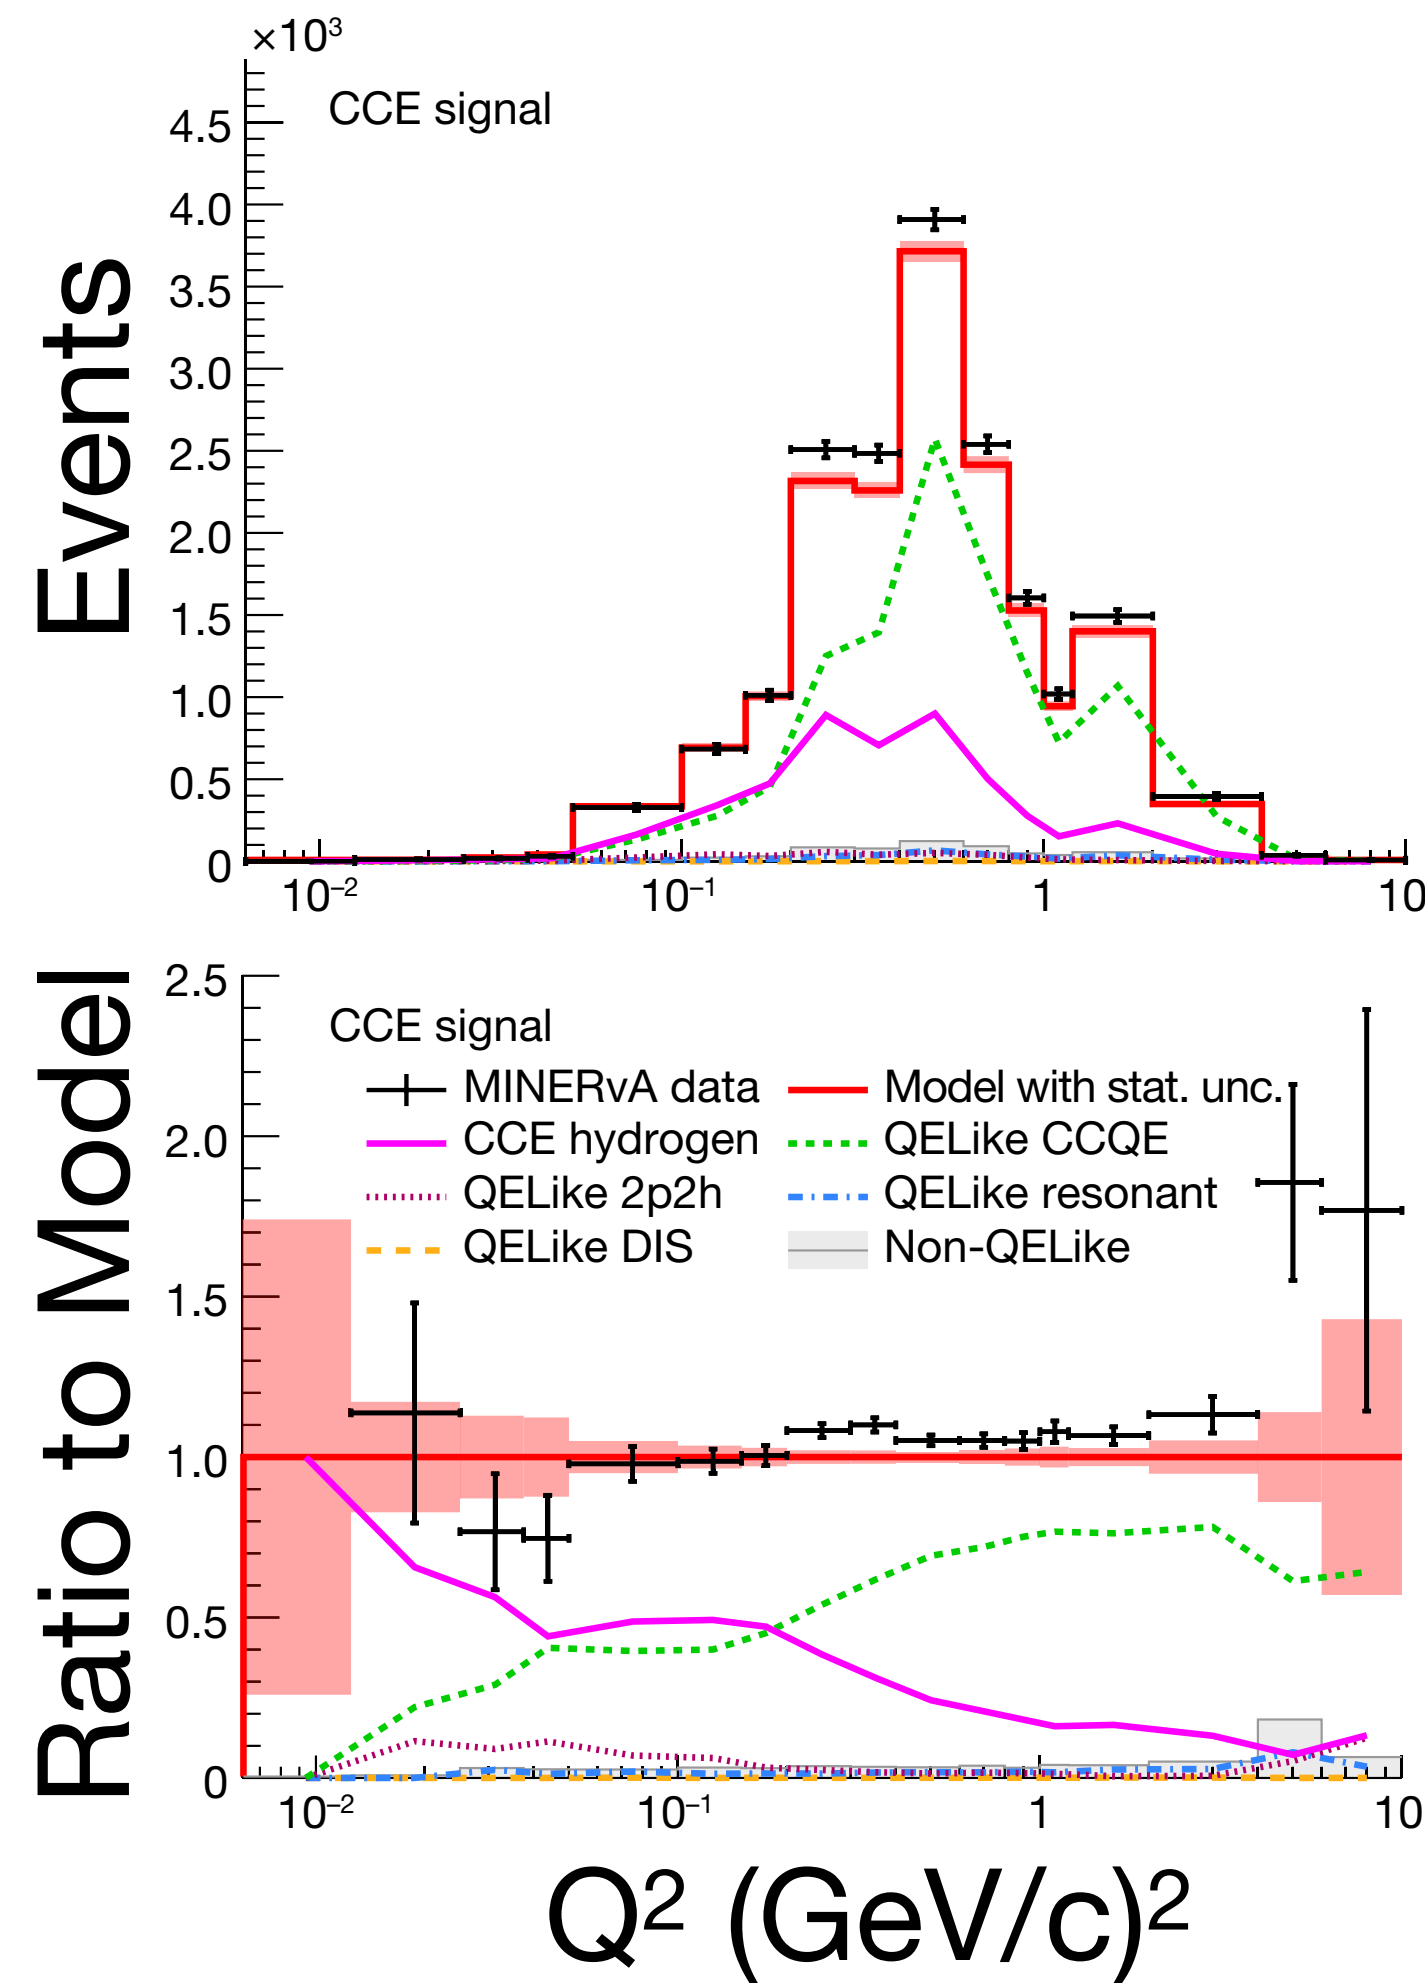 ×10³
CCE signal
Events
4.5
4.0
3.5
3.0
2.5
2.0
1.5
1.0
0.5
0
10⁻² 10⁻¹ 1 10
Ratio to Model
2.5
2.0
1.5
1.0
0.5
0
CCE signal
MINERvA data Model with stat. unc.
CCE hydrogen QELike CCQE
QELike 2p2h QELike resonant
QELike DIS Non-QELike
10⁻² 10⁻¹ 1 10
Q² (GeV/c)²